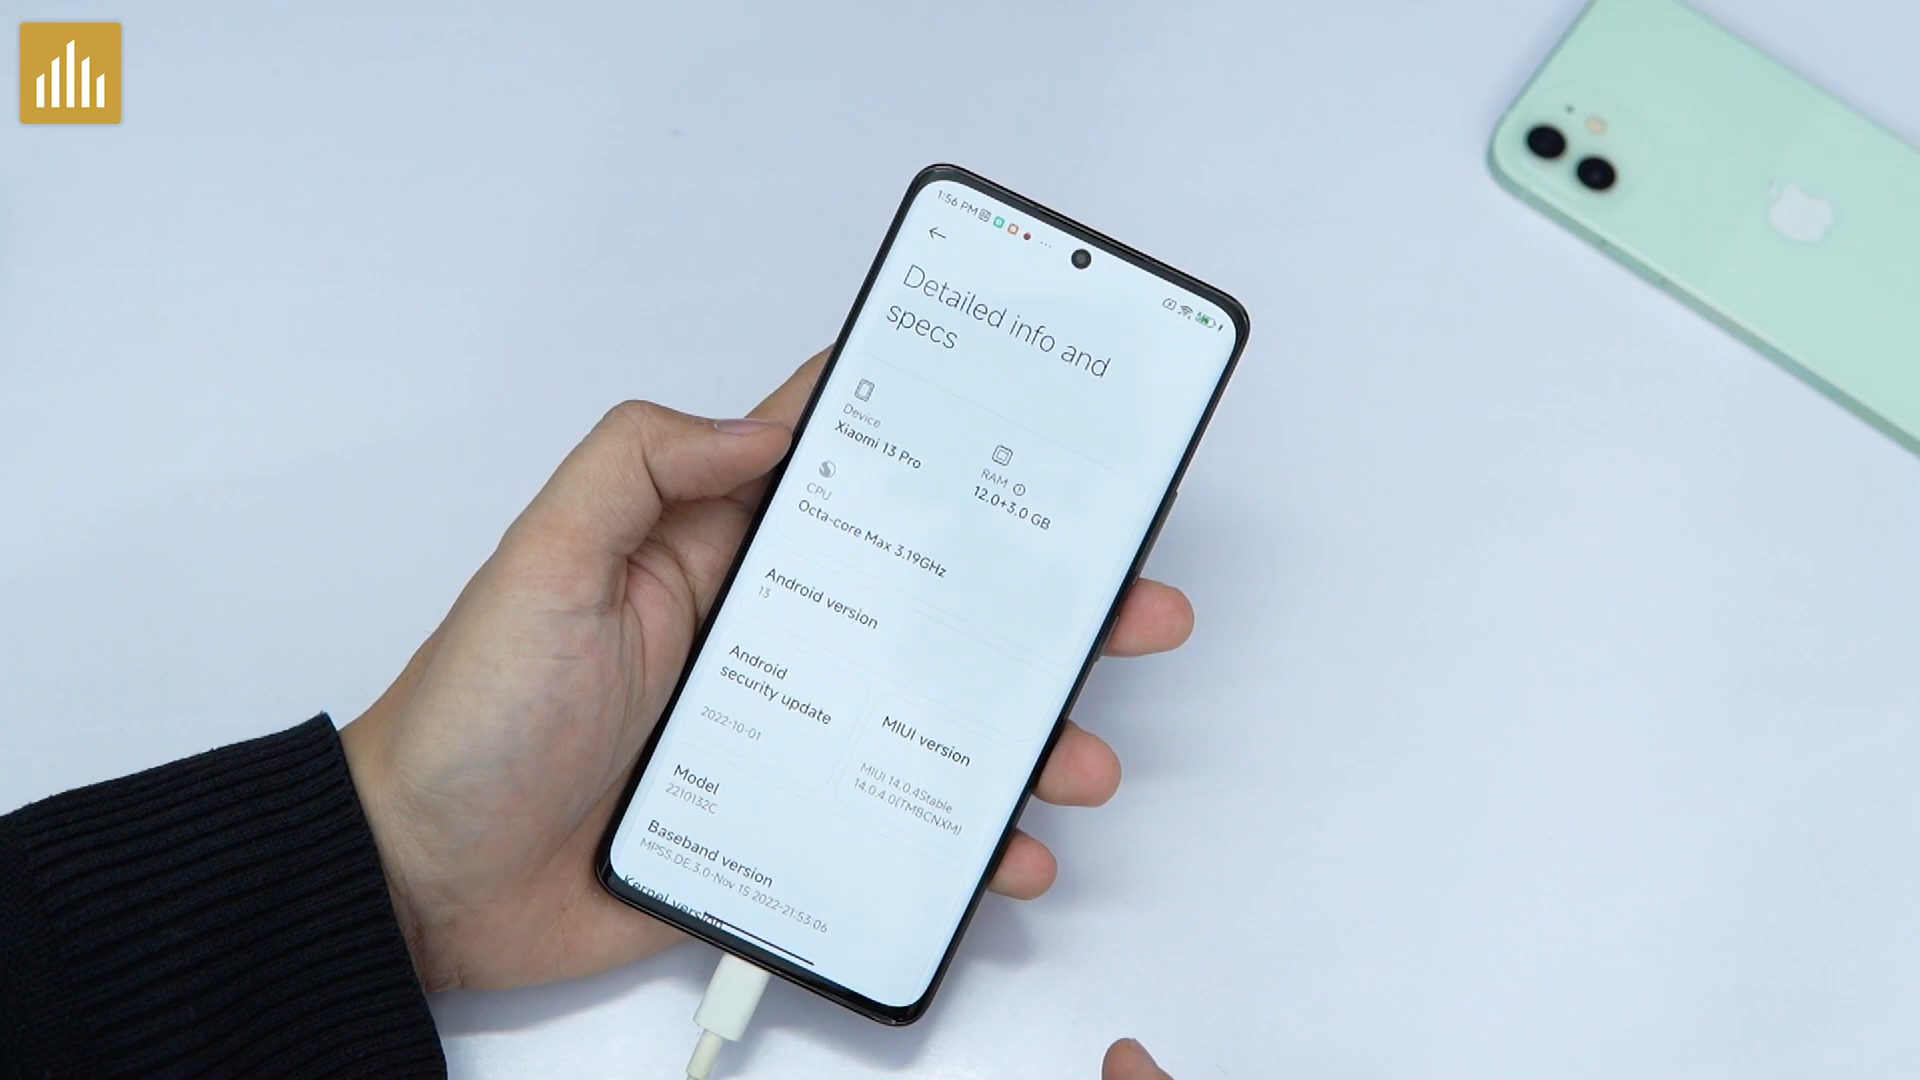 1:56 PM
Detailed info and
specs
Device
Xiaomi 13 Pro
RAM
12.0+3.0 GB
CPU
Octa-core Max 3.19GHz
Android version
13
Android
security update
2022-10-01
MIUI version
MIUI 14.0.4Stable
14.0.4.0(TMBCNXM)
Model
2210132C
Baseband version
MPSS.DE.3.0-Nov 15 2022-21:53:06
Kernel version